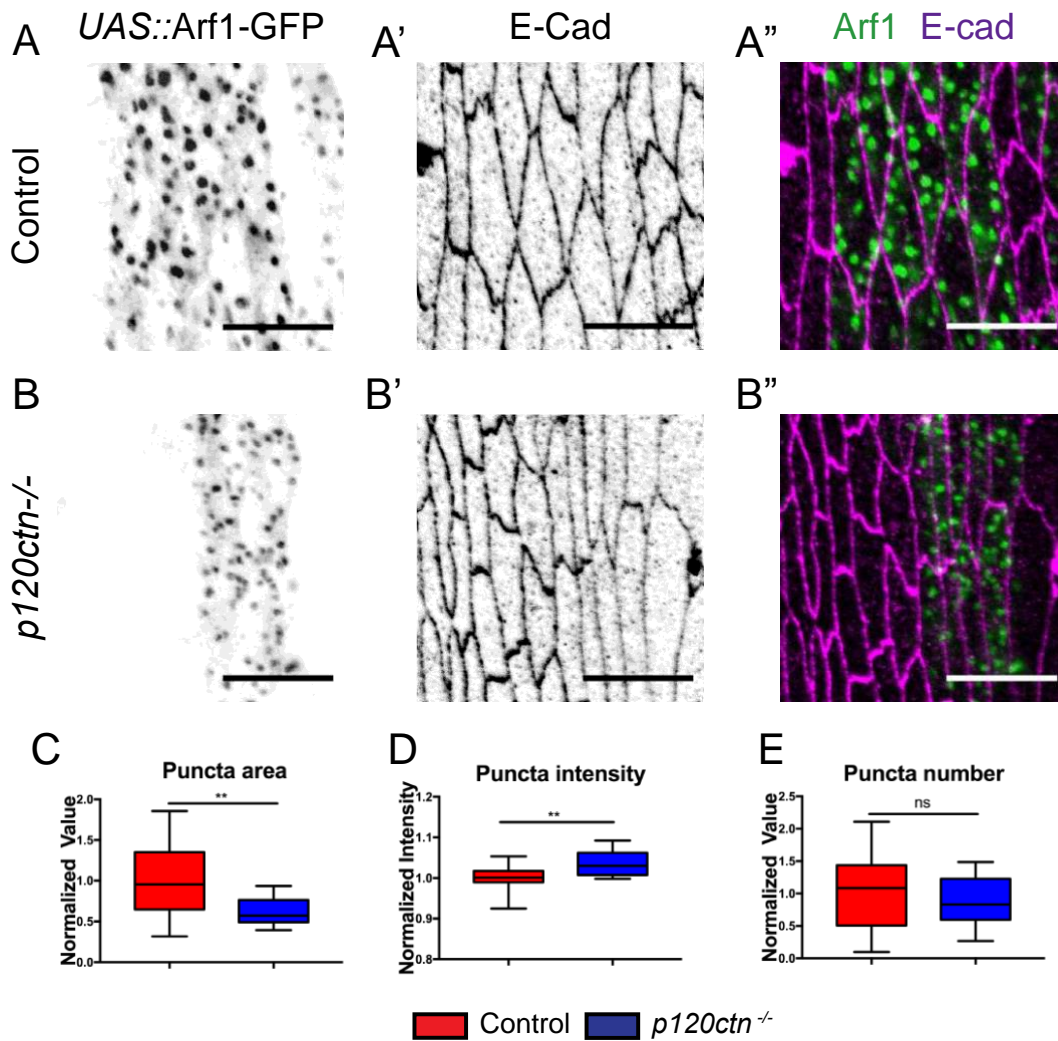 A UAS::Arf1-GFP A' E-Cad A" Arf1 E-cad
Control
B B' B"
p120ctn-/-
C D E
Puncta area Puncta intensity Puncta number
** ** ns
Normalized Value
2.0
1.5
1.0
0.5
0.0
Normalized Intensity
1.2
1.1
1.0
0.9
0.8
Normalized Value
2.5
2.0
1.5
1.0
0.5
0.0
Control p120ctn -/-